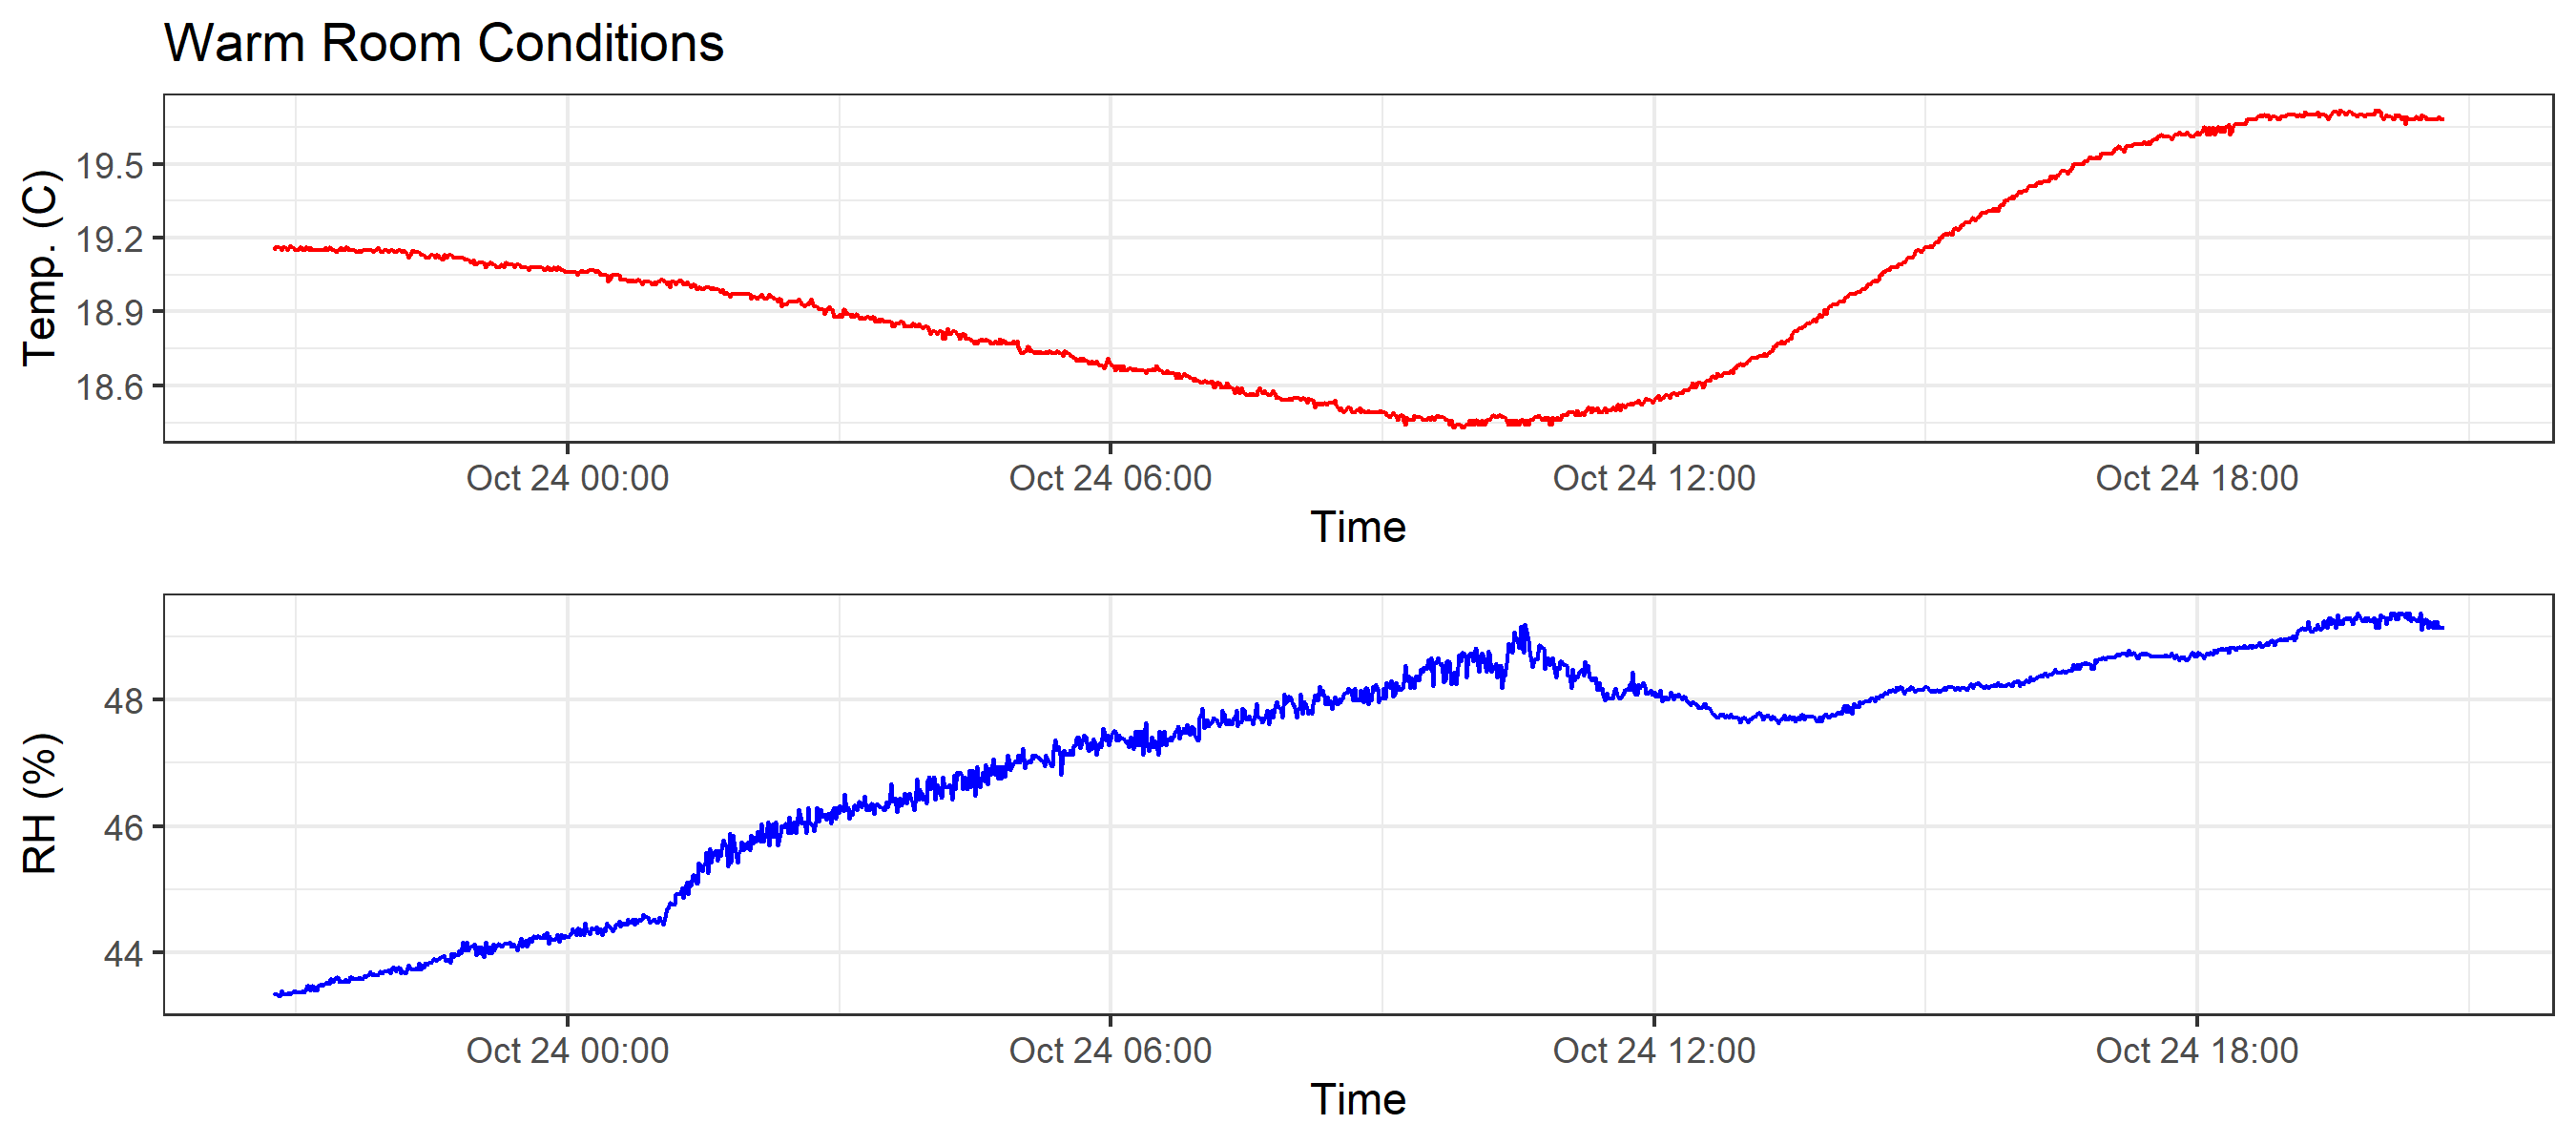 Warm Room Conditions
Temp. (C)
19.5
19.2
18.9
18.6
Oct 24 00:00 Oct 24 06:00 Oct 24 12:00 Oct 24 18:00
Time
RH (%)
48
46
44
Oct 24 00:00 Oct 24 06:00 Oct 24 12:00 Oct 24 18:00
Time